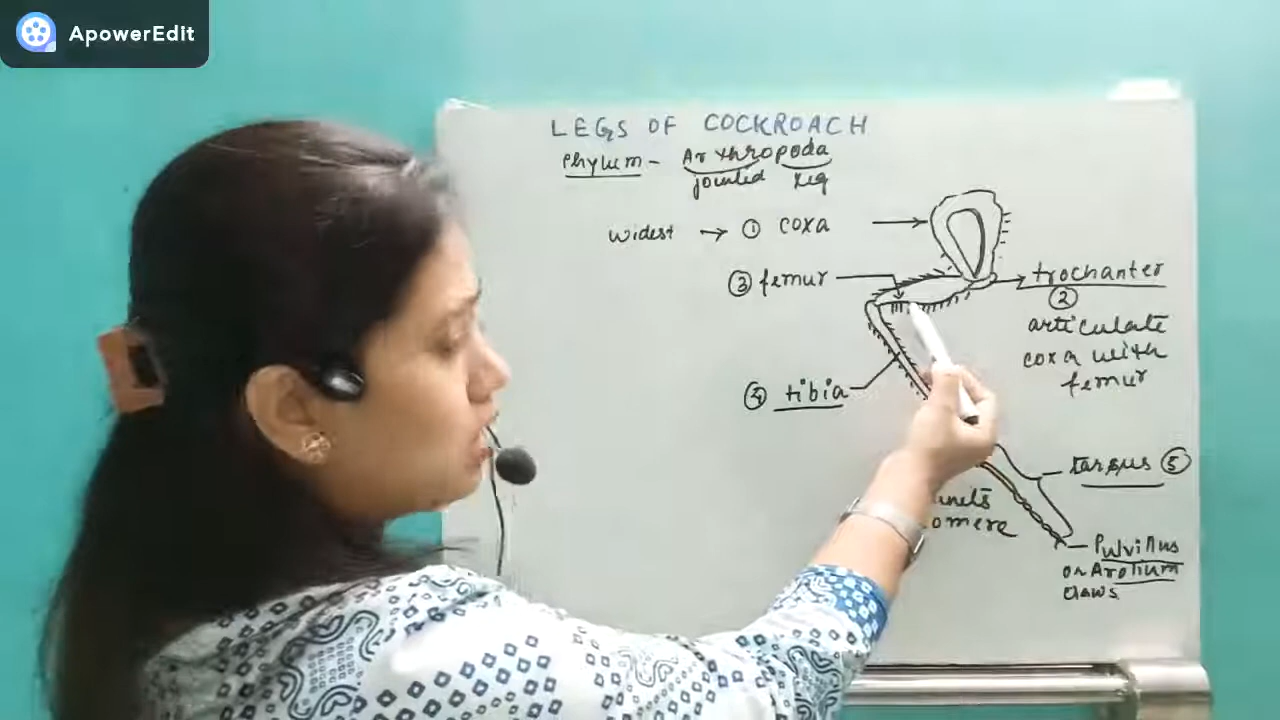 ApowerEdit
LEGS OF COCKROACH
Phylum - Arthropoda
jointed leg
widest → ① coxa
③ femur
trochanter
②
articulate
coxa with
femur
④ tibia
tarsus ⑤
Pulvillus
or Arolium
claws